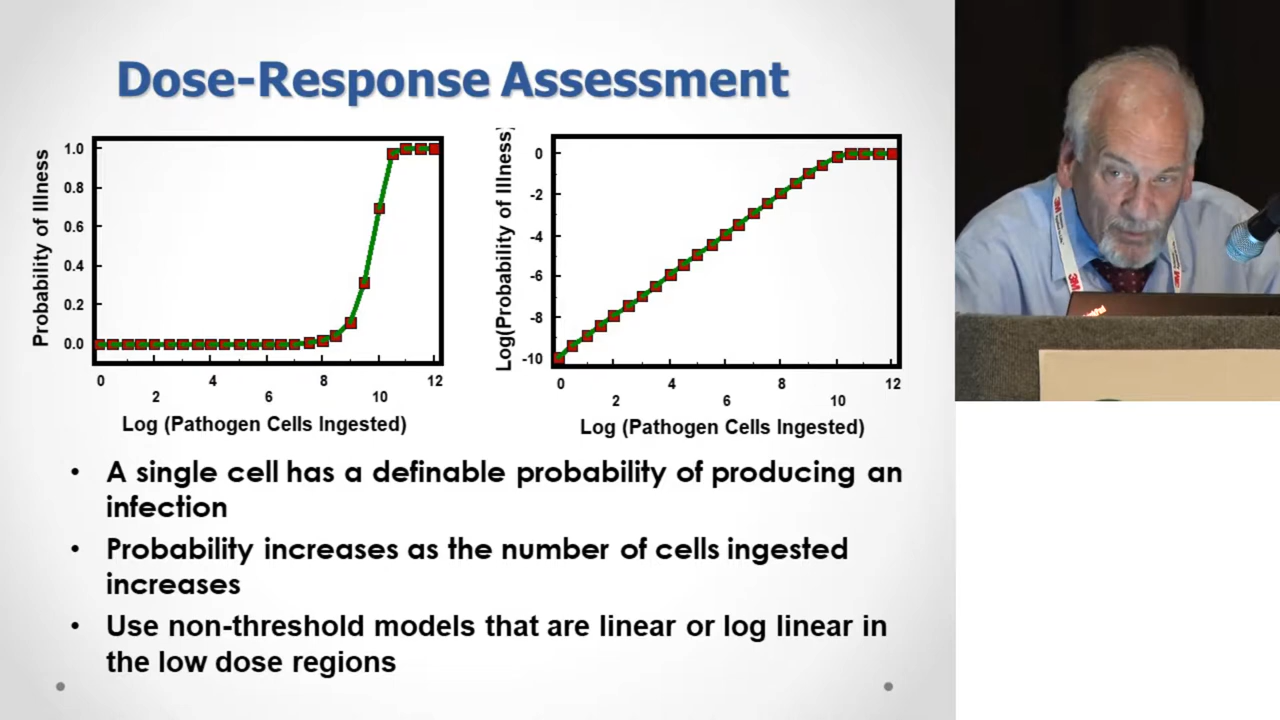 Dose-Response Assessment
Probability of Illness
1.0
0.8
0.6
0.4
0.2
0.0
0 2 4 6 8 10 12
Log (Pathogen Cells Ingested)
Log(Probability of Illness)
0
-2
-4
-6
-8
-10
0 2 4 6 8 10 12
Log (Pathogen Cells Ingested)
• A single cell has a definable probability of producing an
infection
• Probability increases as the number of cells ingested
increases
• Use non-threshold models that are linear or log linear in
the low dose regions
3M
3M